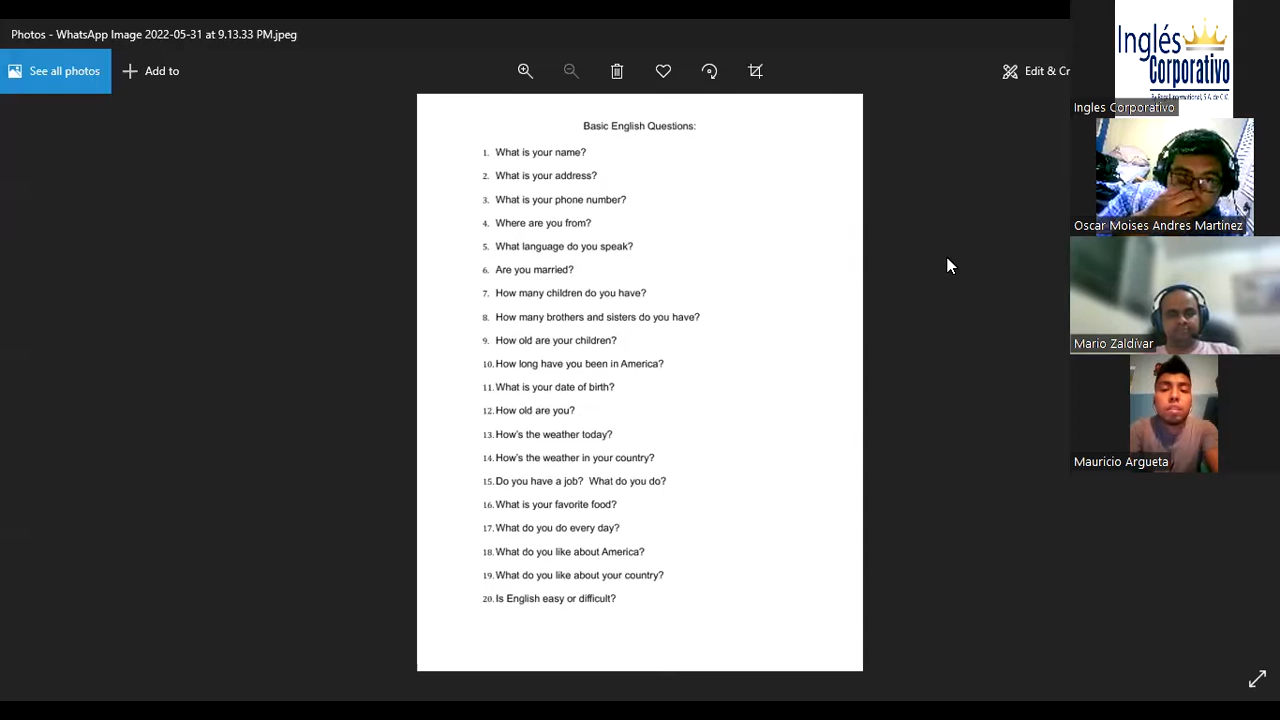 Photos - WhatsApp Image 2022-05-31 at 9.13.33 PM.jpeg
See all photos
Add to
Edit & Cr
Basic English Questions:
1. What is your name?
2. What is your address?
3. What is your phone number?
4. Where are you from?
5. What language do you speak?
6. Are you married?
7. How many children do you have?
8. How many brothers and sisters do you have?
9. How old are your children?
10. How long have you been in America?
11. What is your date of birth?
12. How old are you?
13. How's the weather today?
14. How's the weather in your country?
15. Do you have a job? What do you do?
16. What is your favorite food?
17. What do you do every day?
18. What do you like about America?
19. What do you like about your country?
20. Is English easy or difficult?
Inglés
Corporativo
Ingles Corporativo
Oscar Moises Andres Martínez
Mario Zaldívar
Mauricio Argueta